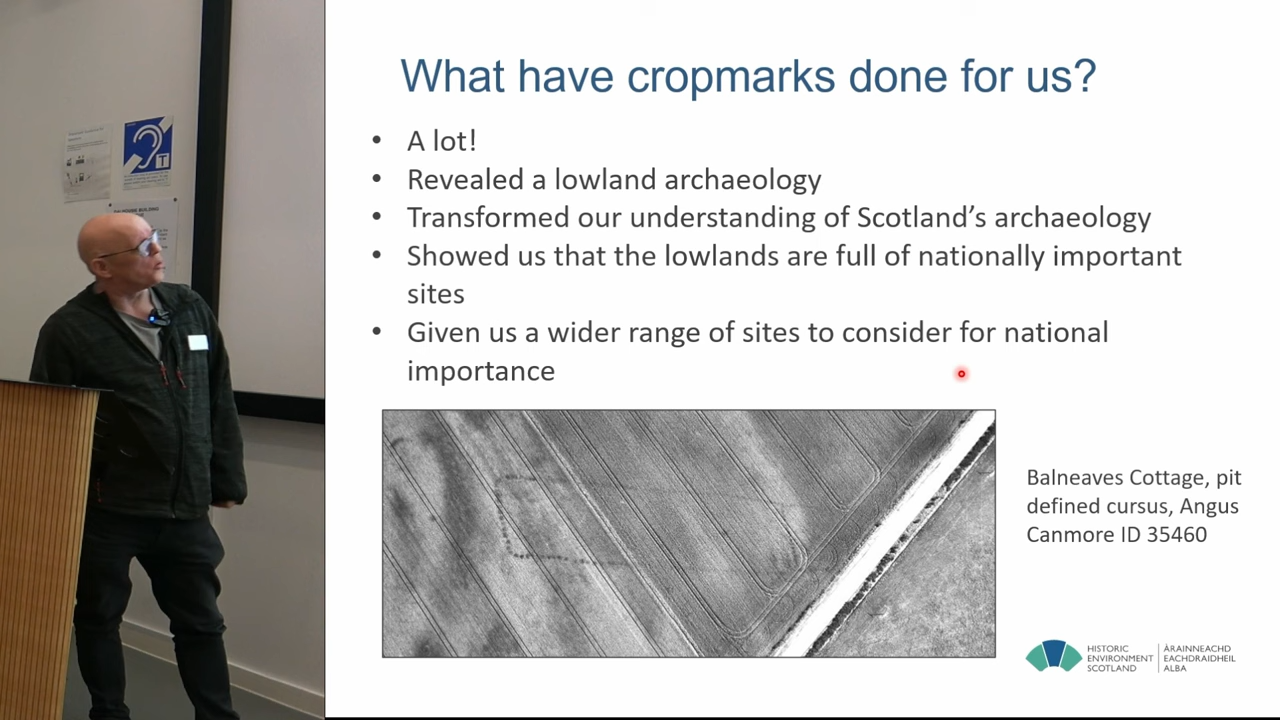 What have cropmarks done for us?
• A lot!
• Revealed a lowland archaeology
• Transformed our understanding of Scotland’s archaeology
• Showed us that the lowlands are full of nationally important
sites
• Given us a wider range of sites to consider for national
importance
Balneaves Cottage, pit
defined cursus, Angus
Canmore ID 35460
HISTORIC
ENVIRONMENT
SCOTLAND
ÀRAINNEACHD
EACHDRAIDHEIL
ALBA
T